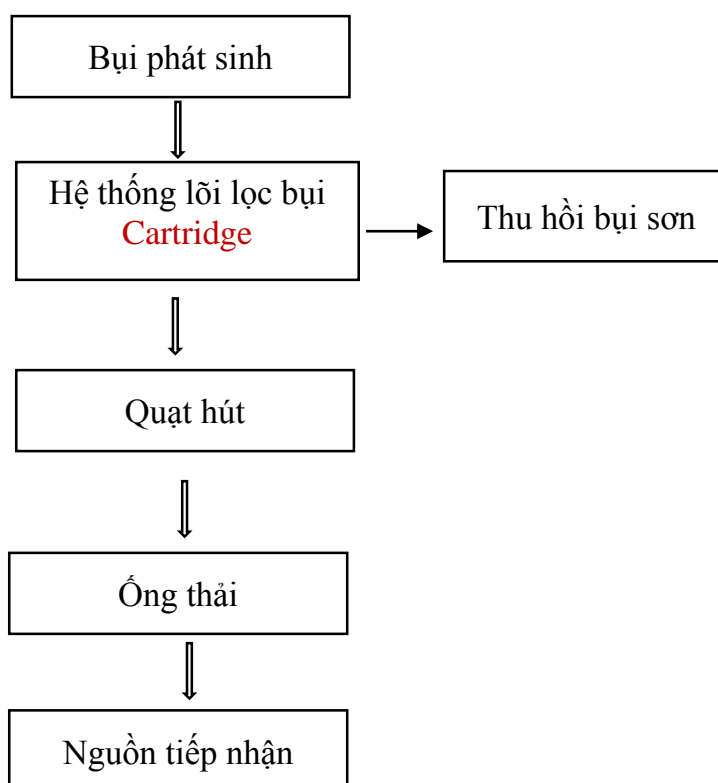 Bụi phát sinh
Hệ thống lõi lọc bụi
Cartridge
Thu hồi bụi sơn
Quạt hút
Ống thải
Nguồn tiếp nhận